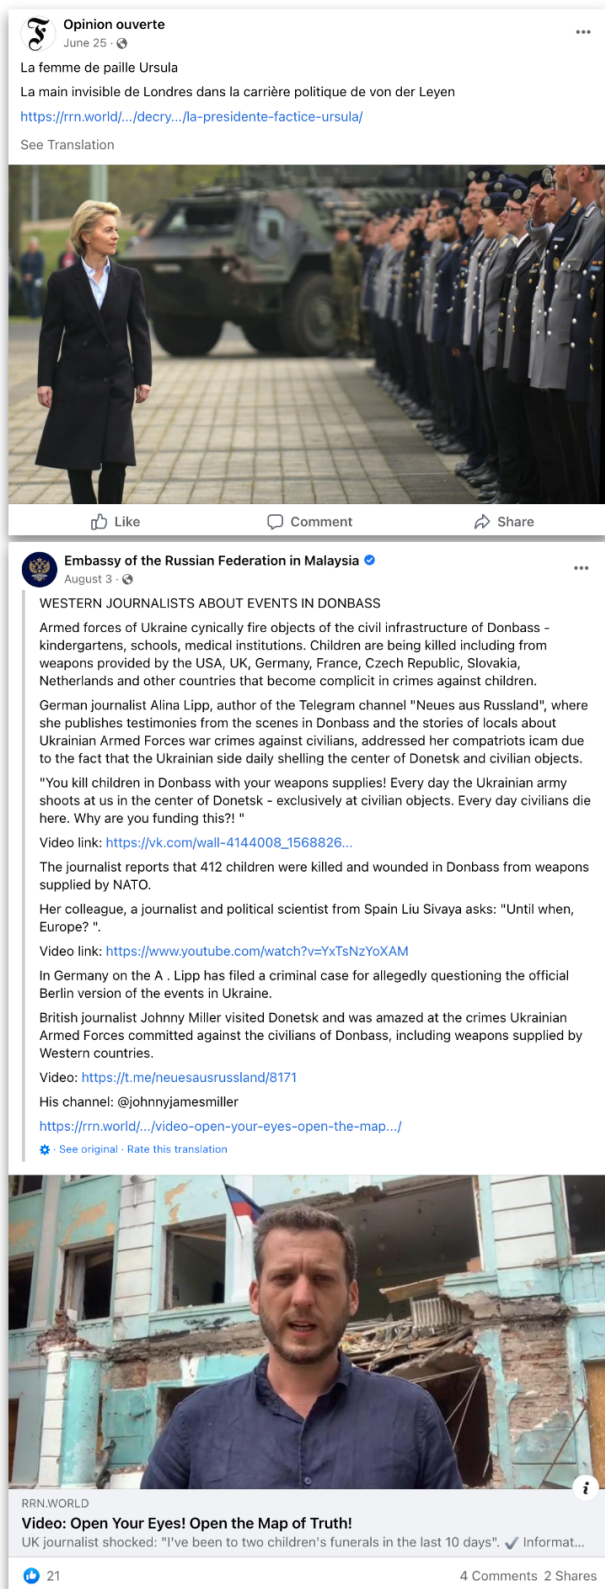 Opinion ouverte
June 25 ·
La femme de paille Ursula
La main invisible de Londres dans la carrière politique de von der Leyen
https://rrn.world/.../decry.../la-presidente-factice-ursula/
See Translation
Like Comment Share
Embassy of the Russian Federation in Malaysia
August 3 ·
WESTERN JOURNALISTS ABOUT EVENTS IN DONBASS
Armed forces of Ukraine cynically fire objects of the civil infrastructure of Donbass -
kindergartens, schools, medical institutions. Children are being killed including from
weapons provided by the USA, UK, Germany, France, Czech Republic, Slovakia,
Netherlands and other countries that become complicit in crimes against children.
German journalist Alina Lipp, author of the Telegram channel "Neues aus Russland", where
she publishes testimonies from the scenes in Donbass and the stories of locals about
Ukrainian Armed Forces war crimes against civilians, addressed her compatriots icam due
to the fact that the Ukrainian side daily shelling the center of Donetsk and civilian objects.
"You kill children in Donbass with your weapons supplies! Every day the Ukrainian army
shoots at us in the center of Donetsk - exclusively at civilian objects. Every day civilians die
here. Why are you funding this?! "
Video link: https://vk.com/wall-4144008_1568826...
The journalist reports that 412 children were killed and wounded in Donbass from weapons
supplied by NATO.
Her colleague, a journalist and political scientist from Spain Liu Sivaya asks: "Until when,
Europe? ".
Video link: https://www.youtube.com/watch?v=YxTsNzYoXAM
In Germany on the A . Lipp has filed a criminal case for allegedly questioning the official
Berlin version of the events in Ukraine.
British journalist Johnny Miller visited Donetsk and was amazed at the crimes Ukrainian
Armed Forces committed against the civilians of Donbass, including weapons supplied by
Western countries.
Video: https://t.me/neuesausrussland/8171
His channel: @johnnyjamesmiller
https://rrn.world/.../video-open-your-eyes-open-the-map.../
· See original · Rate this translation
RRN.WORLD
Video: Open Your Eyes! Open the Map of Truth!
UK journalist shocked: "I've been to two children's funerals in the last 10 days". ✓ Informat...
21 4 Comments 2 Shares